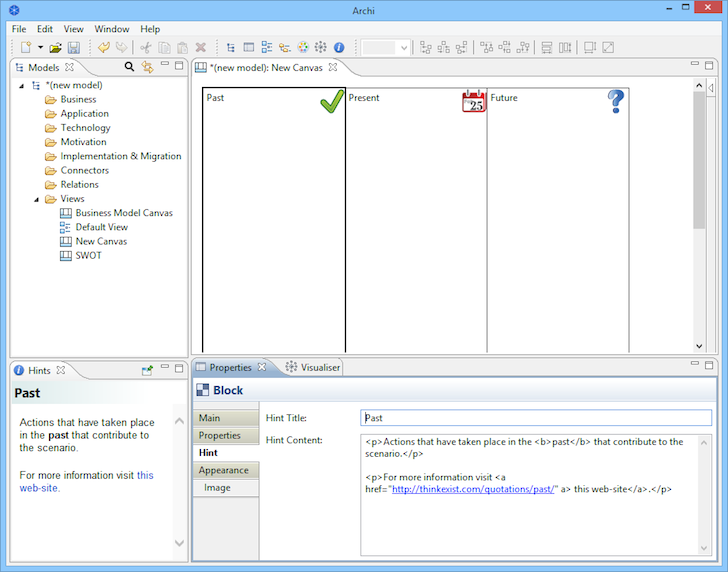 Archi
File Edit View Window Help
Models
*(new model)
Business
Application
Technology
Motivation
Implementation & Migration
Connectors
Relations
Views
Business Model Canvas
Default View
New Canvas
SWOT
*(new model): New Canvas
Past
25
Present
Future
Hints
Past
Actions that have taken place
in the past that contribute to
the scenario.
For more information visit this
web-site.
Properties
Visualiser
Block
Main
Properties
Hint
Appearance
Image
Hint Title:
Past
Hint Content:
<p>Actions that have taken place in the <b>past</b> that contribute to the
scenario.</p>
<p>For more information visit <a
href="http://thinkexist.com/quotations/past/" a> this web-site</a>.</p>